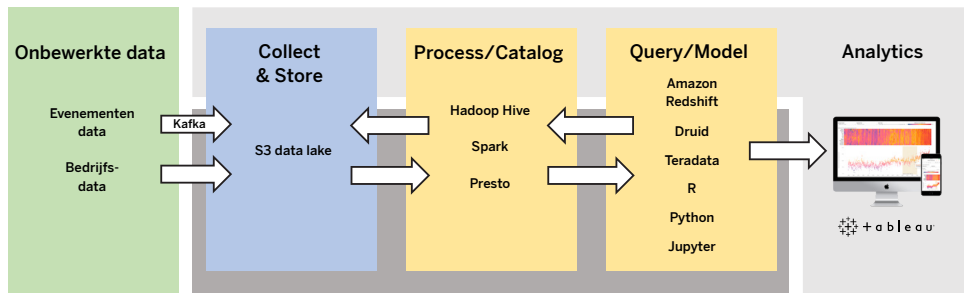 Onbewerkte data
Evenementen
data
Bedrijfs-
data
Kafka
Collect
& Store
S3 data lake
Process/Catalog
Hadoop Hive
Spark
Presto
Query/Model
Amazon
Redshift
Druid
Teradata
R
Python
Jupyter
Analytics
+ a b l e a u